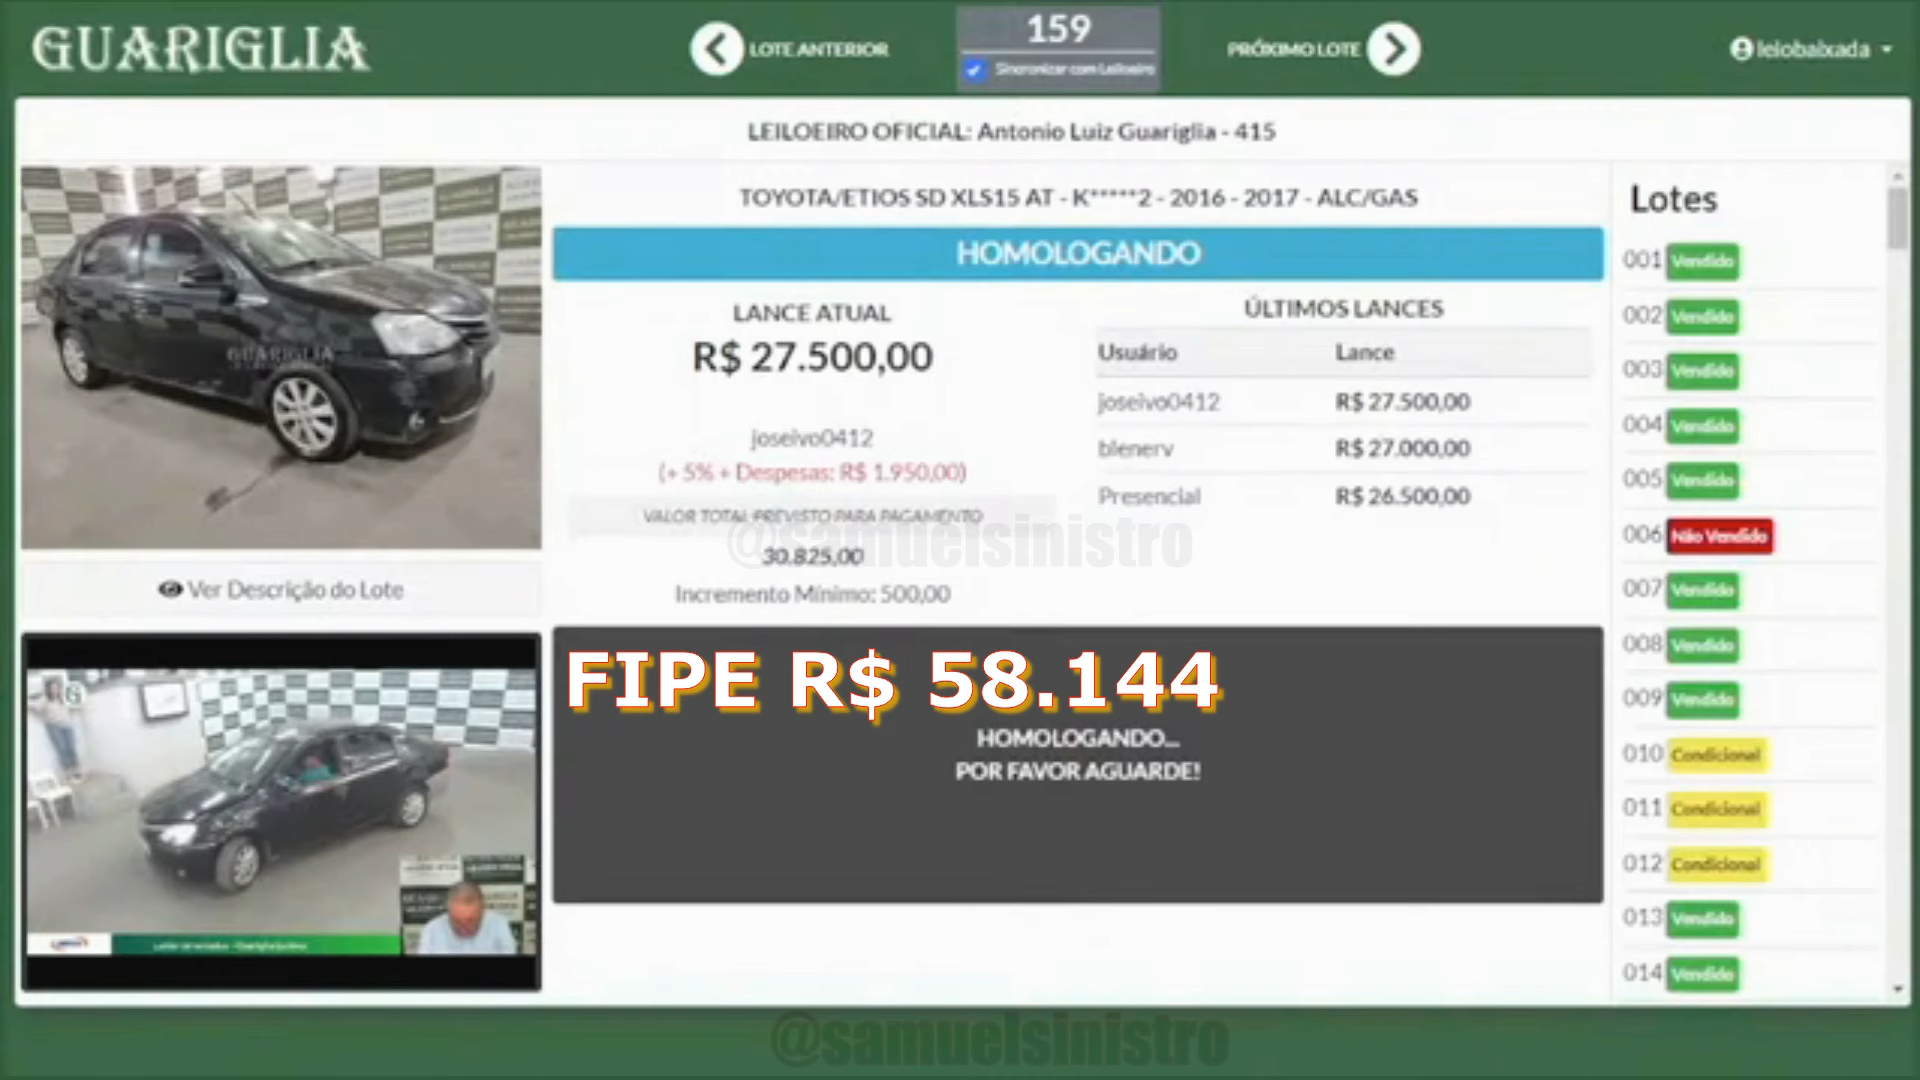 GUARIGLIA
LOTE ANTERIOR
159
Sincronizar com Leiloeiro
PRÓXIMO LOTE
leiobaixada
LEILOEIRO OFICIAL: Antonio Luiz Guariglia - 415
TOYOTA/ETIOS SD XLS15 AT - K*****2 - 2016 - 2017 - ALC/GAS
HOMOLOGANDO
LANCE ATUAL
R$ 27.500,00
joseivo0412
(+ 5% + Despesas: R$ 1.950,00)
VALOR TOTAL PREVISTO PARA PAGAMENTO
30.825,00
Incremento Mínimo: 500,00
ÚLTIMOS LANCES
Usuário Lance
joseivo0412 R$ 27.500,00
blenerv R$ 27.000,00
Presencial R$ 26.500,00
@samuelsinistro
GUARIGLIA
Ver Descrição do Lote
FIPE R$ 58.144
HOMOLOGANDO...
POR FAVOR AGUARDE!
Lotes
001 Vendido
002 Vendido
003 Vendido
004 Vendido
005 Vendido
006 Não Vendido
007 Vendido
008 Vendido
009 Vendido
010 Condicional
011 Condicional
012 Condicional
013 Vendido
014 Vendido
@samuelsinistro